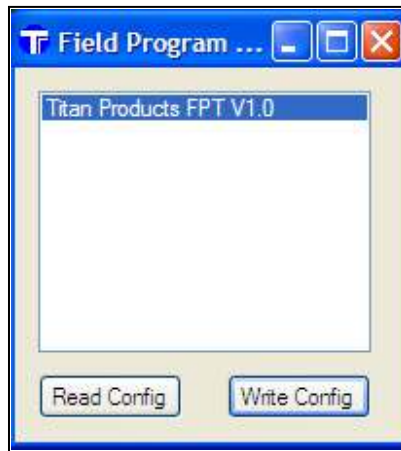 Field Program ...
Titan Products FPT V1.0
Read Config
Write Config